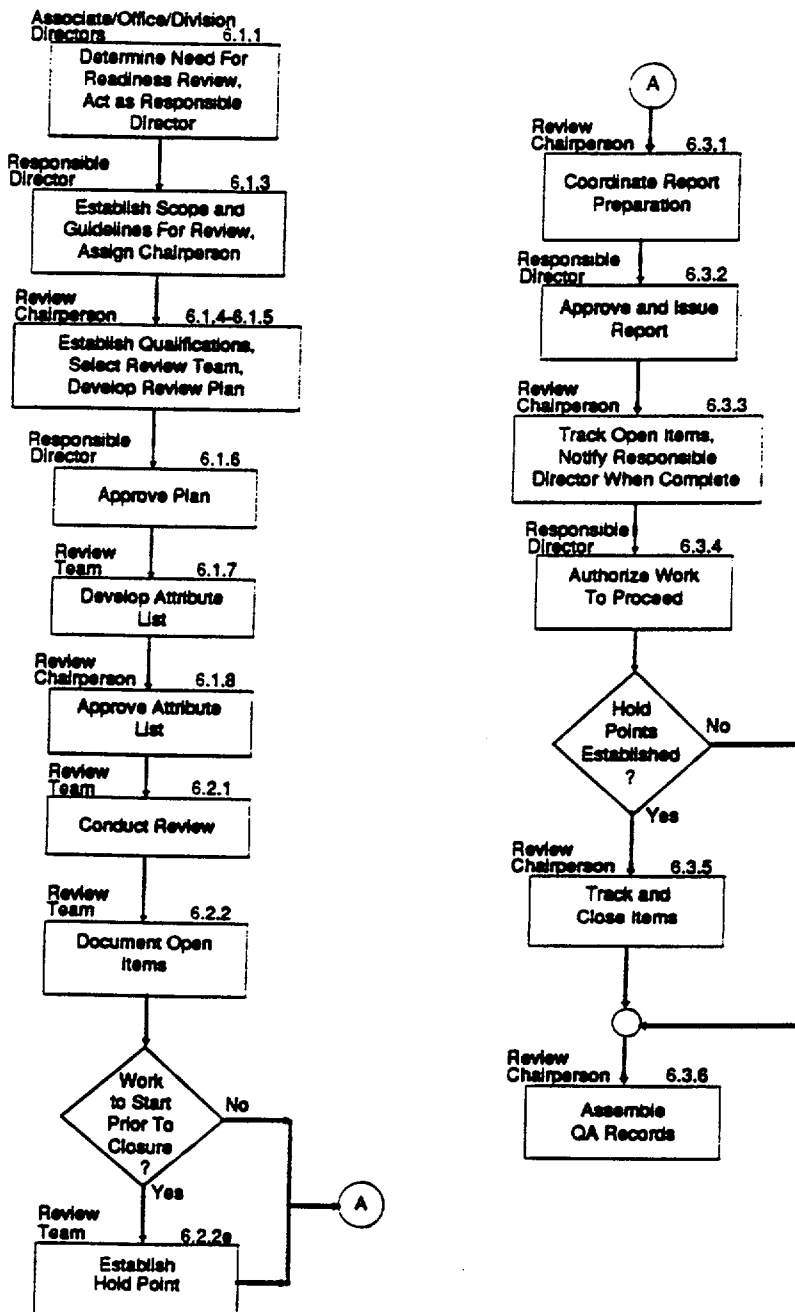 Associate/Office/Division
Directors 6.1.1
Determine Need For
Readiness Review,
Act as Responsible
Director
Responsible
Director 6.1.3
Establish Scope and
Guidelines For Review,
Assign Chairperson
Review
Chairperson 6.1.4-6.1.5
Establish Qualifications,
Select Review Team,
Develop Review Plan
Responsible
Director 6.1.6
Approve Plan
Review
Team 6.1.7
Develop Attribute
List
Review
Chairperson 6.1.8
Approve Attribute
List
Review
Team 6.2.1
Conduct Review
Review
Team 6.2.2
Document Open
Items
Work
to Start
Prior To
Closure
?
No
Yes
A
Review
Team 6.2.2e
Establish
Hold Point
A
Review
Chairperson 6.3.1
Coordinate Report
Preparation
Responsible
Director 6.3.2
Approve and Issue
Report
Review
Chairperson 6.3.3
Track Open Items,
Notify Responsible
Director When Complete
Responsible
Director 6.3.4
Authorize Work
To Proceed
Hold
Points
Established
?
No
Yes
Review
Chairperson 6.3.5
Track and
Close Items
Review
Chairperson 6.3.6
Assemble
QA Records